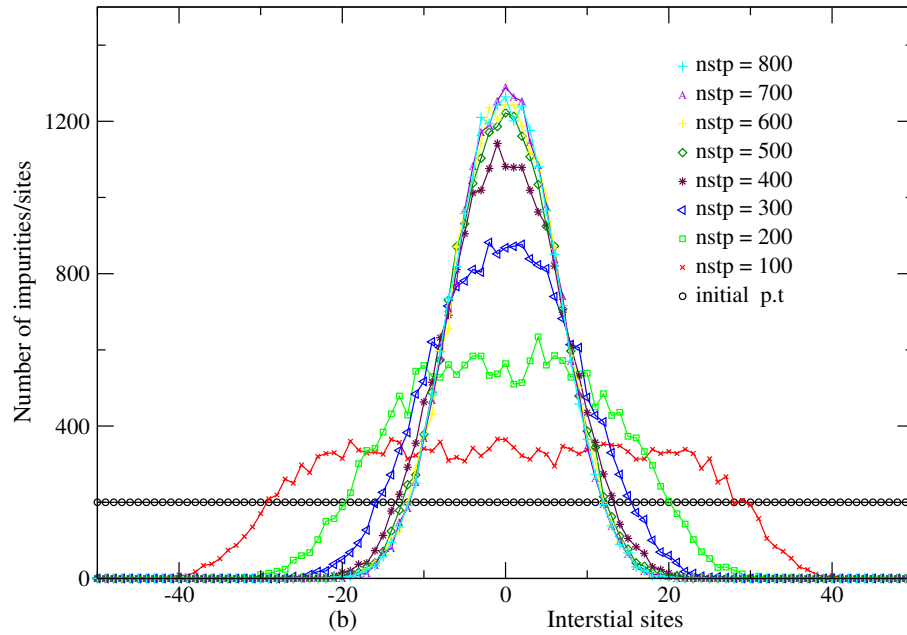 Number of impurities/sites
1200
800
400
0
nstp = 800
nstp = 700
nstp = 600
nstp = 500
nstp = 400
nstp = 300
nstp = 200
nstp = 100
initial p.t
-40
-20
0
20
40
(b)
Interstial sites